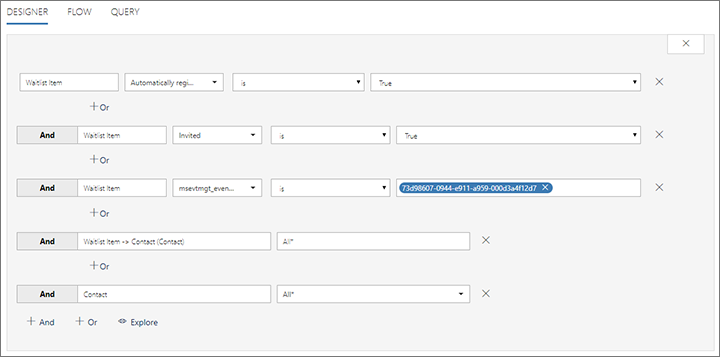 DESIGNER FLOW QUERY
Waitlist Item Automatically regi... is True
+ Or
And Waitlist Item Invited is True
+ Or
And Waitlist Item msevtmgt_even... is 73d98607-0944-e911-a959-000d3a4f12d7
+ Or
And Waitlist Item -> Contact (Contact) All*
+ Or
And Contact All*
+ And + Or Explore